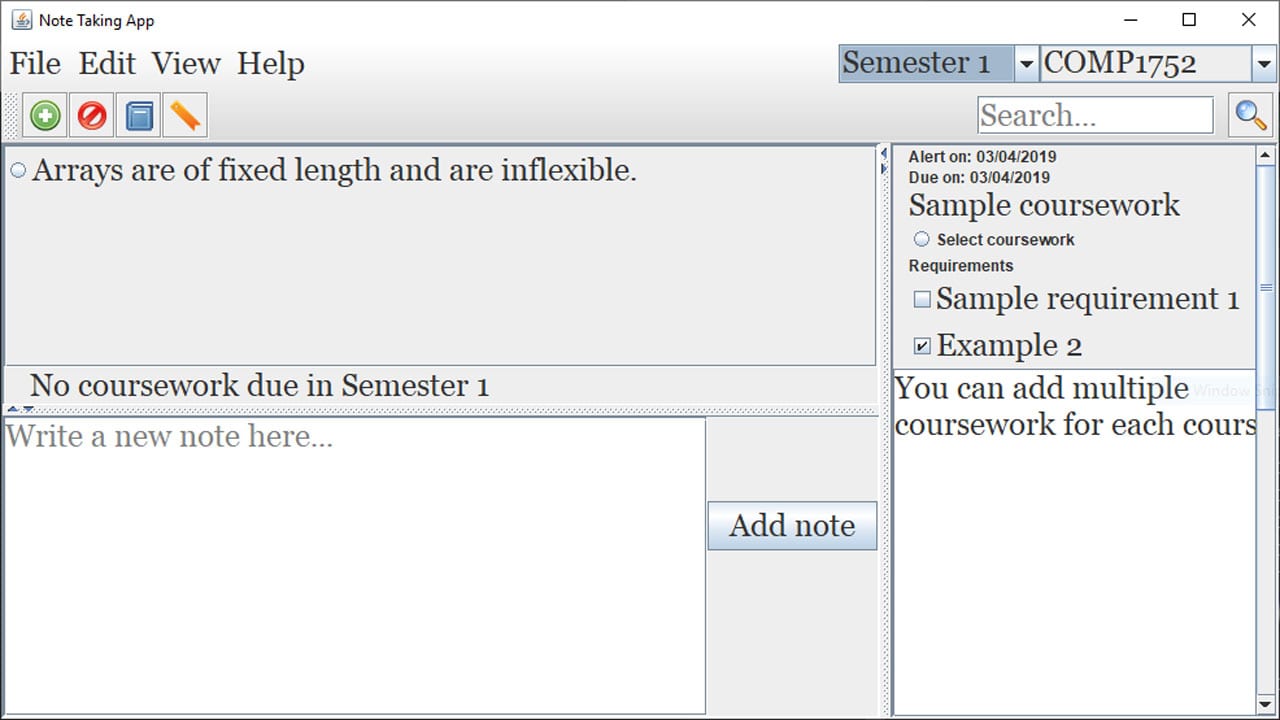 Note Taking App
File Edit View Help
Semester 1 COMP1752
Search...
Arrays are of fixed length and are inflexible.
No coursework due in Semester 1
Write a new note here...
Add note
Alert on: 03/04/2019
Due on: 03/04/2019
Sample coursework
Select coursework
Requirements
Sample requirement 1
Example 2
You can add multiple
coursework for each cours
Window Sni